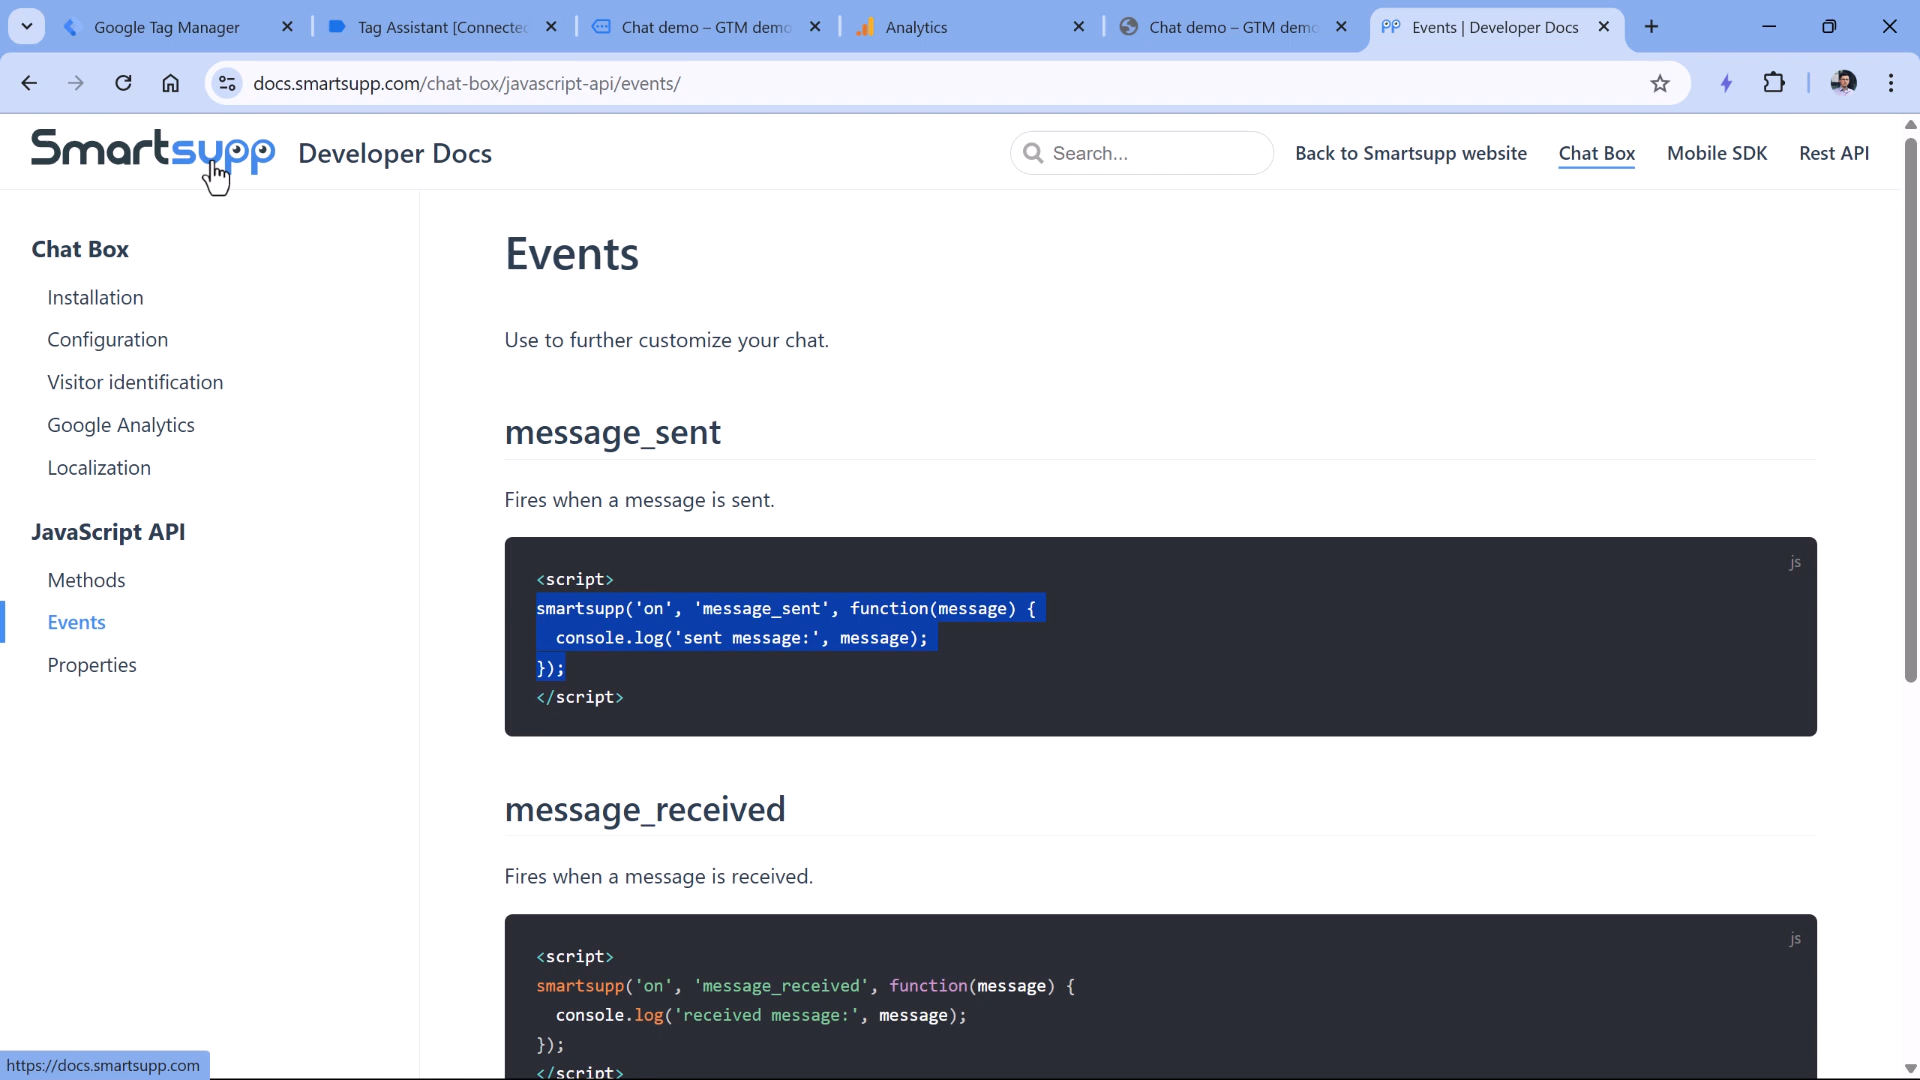 Google Tag Manager
Tag Assistant [Connected
Chat demo – GTM demo
Analytics
Chat demo – GTM demo
Events | Developer Docs
docs.smartsupp.com/chat-box/javascript-api/events/
Smartsupp Developer Docs
Search...
Back to Smartsupp website
Chat Box
Mobile SDK
Rest API
Chat Box
Installation
Configuration
Visitor identification
Google Analytics
Localization
JavaScript API
Methods
Events
Properties
Events
Use to further customize your chat.
message_sent
Fires when a message is sent.
js
<script>
smartsupp('on', 'message_sent', function(message) {
console.log('sent message:', message);
});
</script>
message_received
Fires when a message is received.
js
<script>
smartsupp('on', 'message_received', function(message) {
console.log('received message:', message);
});
</script>
https://docs.smartsupp.com